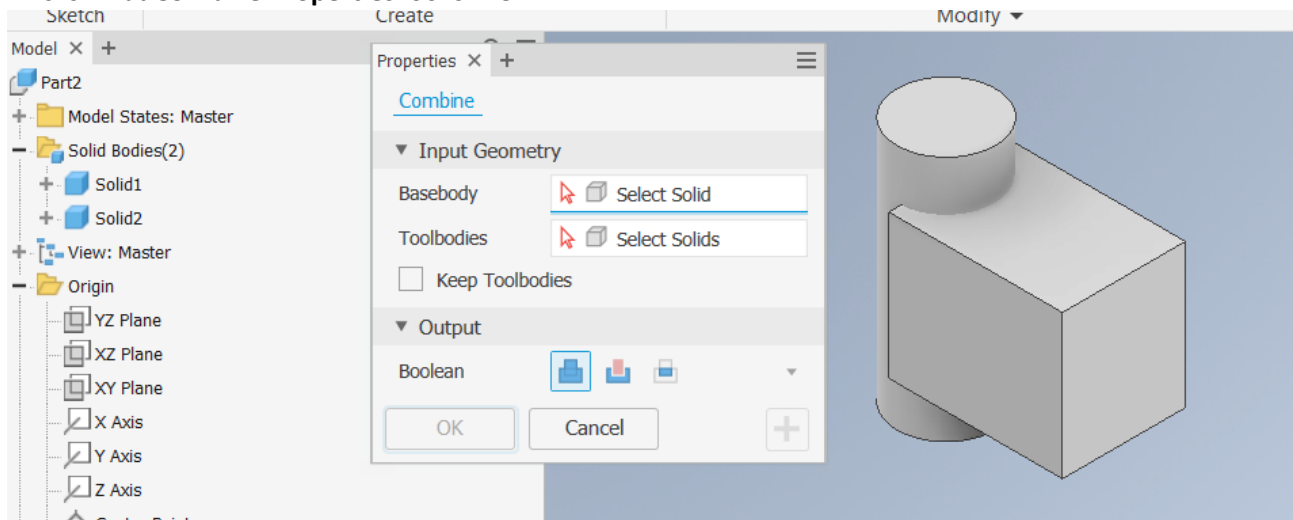 Sketch
Create
Modify
Model
Part2
Model States: Master
Solid Bodies(2)
Solid1
Solid2
View: Master
Origin
YZ Plane
XZ Plane
XY Plane
X Axis
Y Axis
Z Axis
Properties
Combine
Input Geometry
Basebody
Select Solid
Toolbodies
Select Solids
Keep Toolbodies
Output
Boolean
OK
Cancel